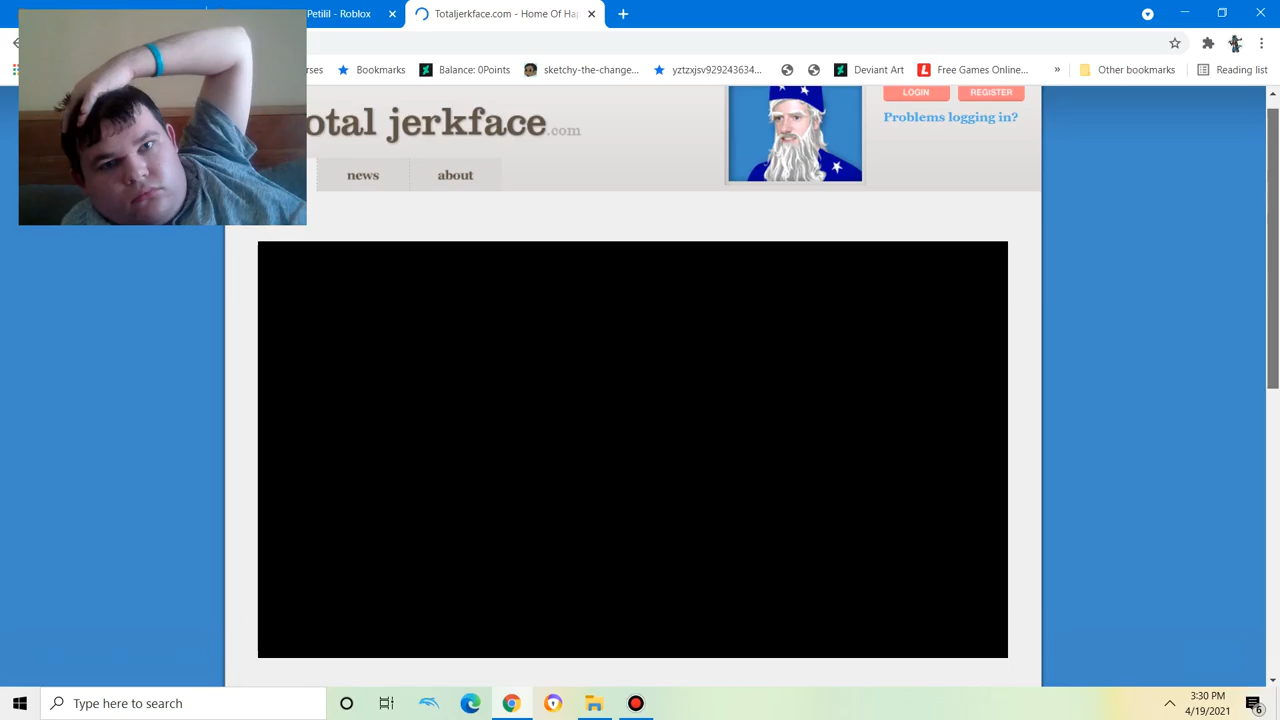 Petilil - Roblox
Totaljerkface.com - Home Of Hap
Bookmarks
Balance: 0Points
sketchy-the-change...
yztzxjsv929243634...
Deviant Art
Free Games Online...
»
Other bookmarks
Reading list
otal jerkface.com
LOGIN
REGISTER
Problems logging in?
news
about
Type here to search
3:30 PM
4/19/2021
6